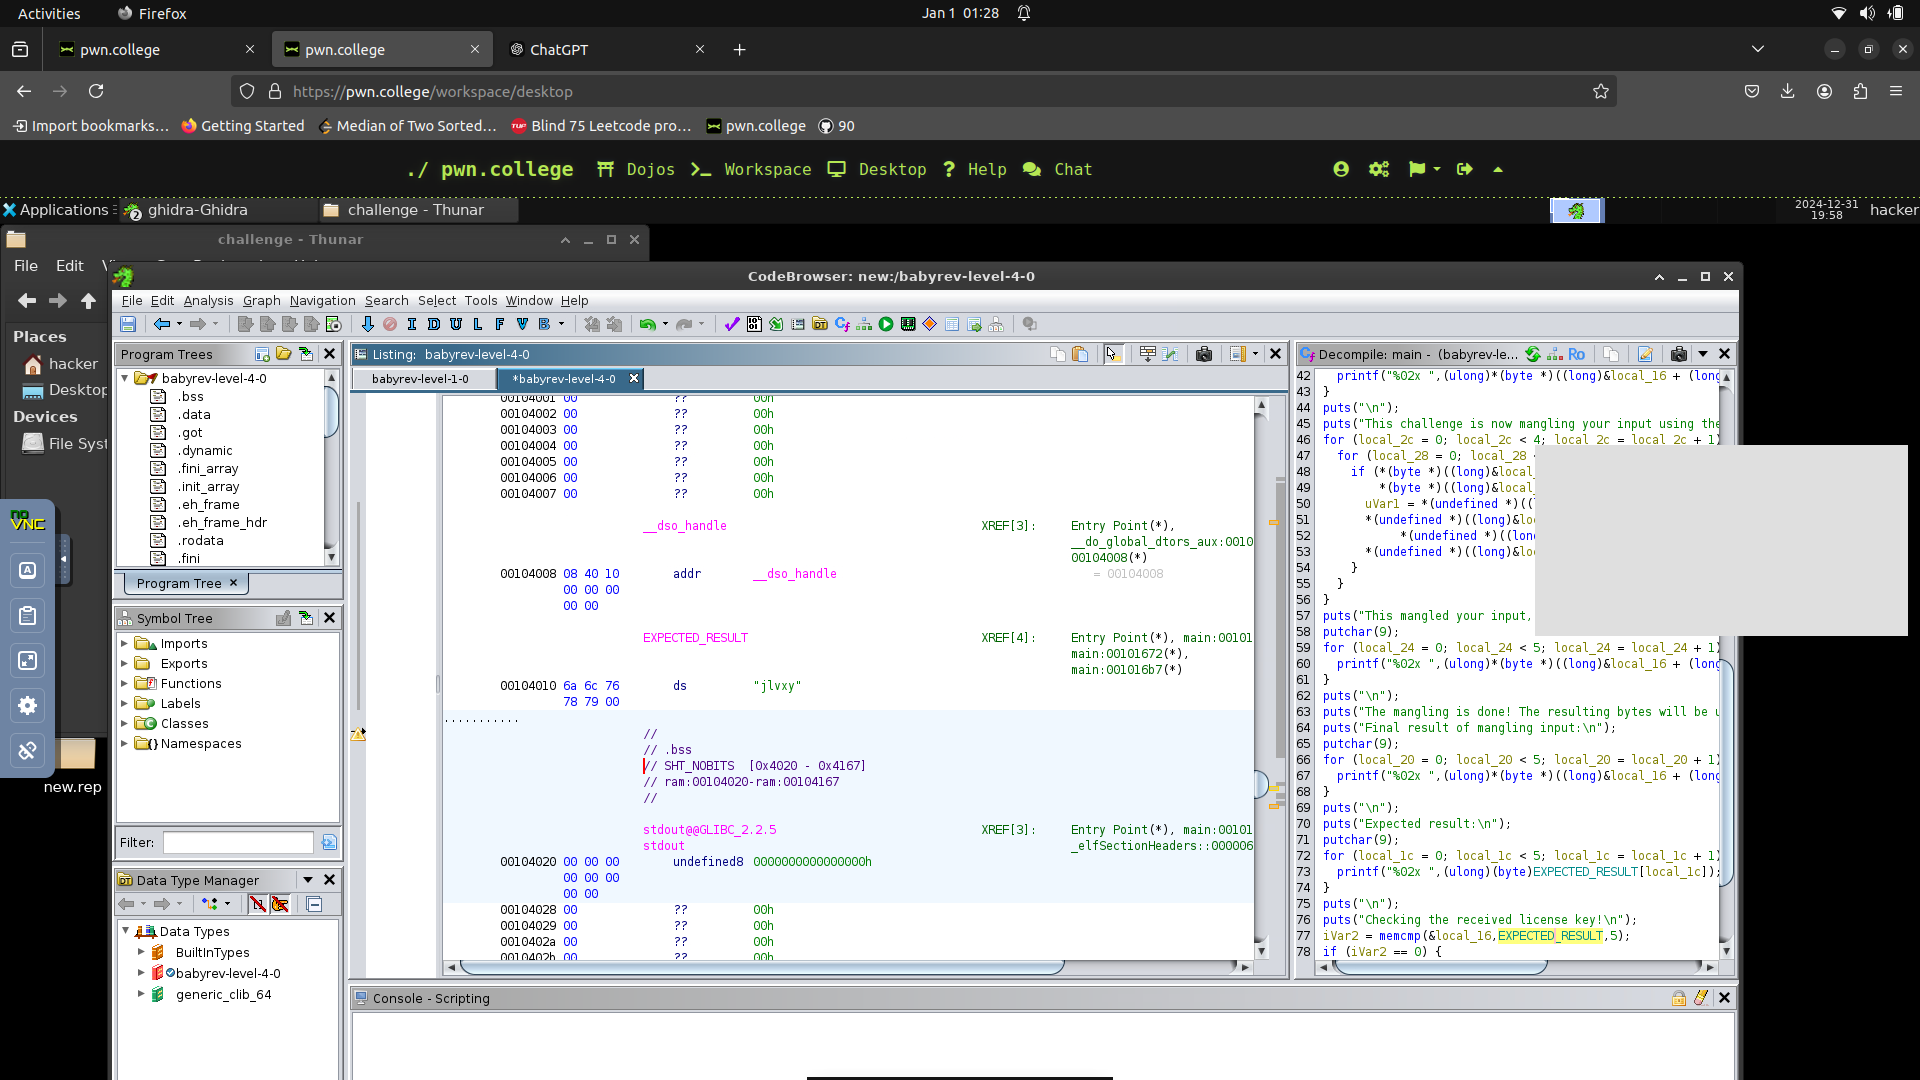 Activities
Firefox
Jan 1 01:28
pwn.college
pwn.college
ChatGPT
https://pwn.college/workspace/desktop
Import bookmarks…
Getting Started
Median of Two Sorted…
Blind 75 Leetcode pro…
pwn.college
90
./ pwn.college
Dojos
Workspace
Desktop
Help
Chat
Applications
ghidra-Ghidra
challenge - Thunar
2024-12-31
19:58
hacker
challenge - Thunar
File Edit
CodeBrowser: new:/babyrev-level-4-0
File Edit Analysis Graph Navigation Search Select Tools Window Help
Places
hacker
Desktop
Devices
File Syst
new.rep
noVNC
Program Trees
babyrev-level-4-0
.bss
.data
.got
.dynamic
.fini_array
.init_array
.eh_frame
.eh_frame_hdr
.rodata
.fini
Program Tree
Symbol Tree
Imports
Exports
Functions
Labels
Classes
Namespaces
Filter:
Data Type Manager
Data Types
BuiltInTypes
babyrev-level-4-0
generic_clib_64
Listing: babyrev-level-4-0
babyrev-level-1-0
*babyrev-level-4-0
00104001 00 ?? 00h
00104002 00 ?? 00h
00104003 00 ?? 00h
00104004 00 ?? 00h
00104005 00 ?? 00h
00104006 00 ?? 00h
00104007 00 ?? 00h
__dso_handle XREF[3]: Entry Point(*),
__do_global_dtors_aux:0010
00104008(*)
00104008 08 40 10 addr __dso_handle = 00104008
00 00 00
00 00
EXPECTED_RESULT XREF[4]: Entry Point(*), main:00101
main:00101672(*),
main:001016b7(*)
00104010 6a 6c 76 ds "jlvxy"
78 79 00
//
// .bss
// SHT_NOBITS [0x4020 - 0x4167]
// ram:00104020-ram:00104167
//
stdout@@GLIBC_2.2.5 XREF[3]: Entry Point(*), main:00101
stdout _elfSectionHeaders::000006
00104020 00 00 00 undefined8 0000000000000000h
00 00 00
00 00
00104028 00 ?? 00h
00104029 00 ?? 00h
0010402a 00 ?? 00h
0010402b 00 ?? 00h
Decompile: main - (babyrev-le...
42 printf("%02x ",(ulong)*(byte *)((long)&local_16 + (long
43 }
44 puts("\n");
45 puts("This challenge is now mangling your input using the
46 for (local_2c = 0; local_2c < 4; local_2c = local_2c + 1)
47 for (local_28 = 0; local_28
48 if (*(byte *)((long)&local_
49 *(byte *)((long)&local_
50 uVar1 = *(undefined *)((l
51 *(undefined *)((long)&lo
52 *(undefined *)((long
53 *(undefined *)((long)&lo
54 }
55 }
56 }
57 puts("This mangled your input,
58 putchar(9);
59 for (local_24 = 0; local_24 < 5; local_24 = local_24 + 1)
60 printf("%02x ",(ulong)*(byte *)((long)&local_16 + (long
61 }
62 puts("\n");
63 puts("The mangling is done! The resulting bytes will be u
64 puts("Final result of mangling input:\n");
65 putchar(9);
66 for (local_20 = 0; local_20 < 5; local_20 = local_20 + 1)
67 printf("%02x ",(ulong)*(byte *)((long)&local_16 + (long
68 }
69 puts("\n");
70 puts("Expected result:\n");
71 putchar(9);
72 for (local_1c = 0; local_1c < 5; local_1c = local_1c + 1)
73 printf("%02x ",(ulong)(byte)EXPECTED_RESULT[local_1c]);
74 }
75 puts("\n");
76 puts("Checking the received license key!\n");
77 iVar2 = memcmp(&local_16,EXPECTED_RESULT,5);
78 if (iVar2 == 0) {
Console - Scripting